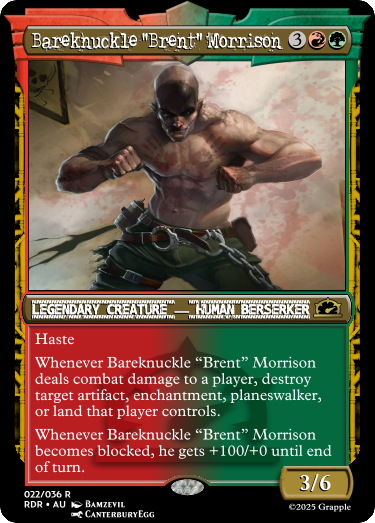 Bareknuckle "Brent" Morrison 3
LEGENDARY CREATURE — HUMAN BERSERKER
Haste
Whenever Bareknuckle “Brent” Morrison
deals combat damage to a player, destroy
target artifact, enchantment, planeswalker,
or land that player controls.
Whenever Bareknuckle “Brent” Morrison
becomes blocked, he gets +100/+0 until end
of turn.
3/6
022/036 R
RDR • AU Bamzevil
CanterburyEgg
©2025 Grapple